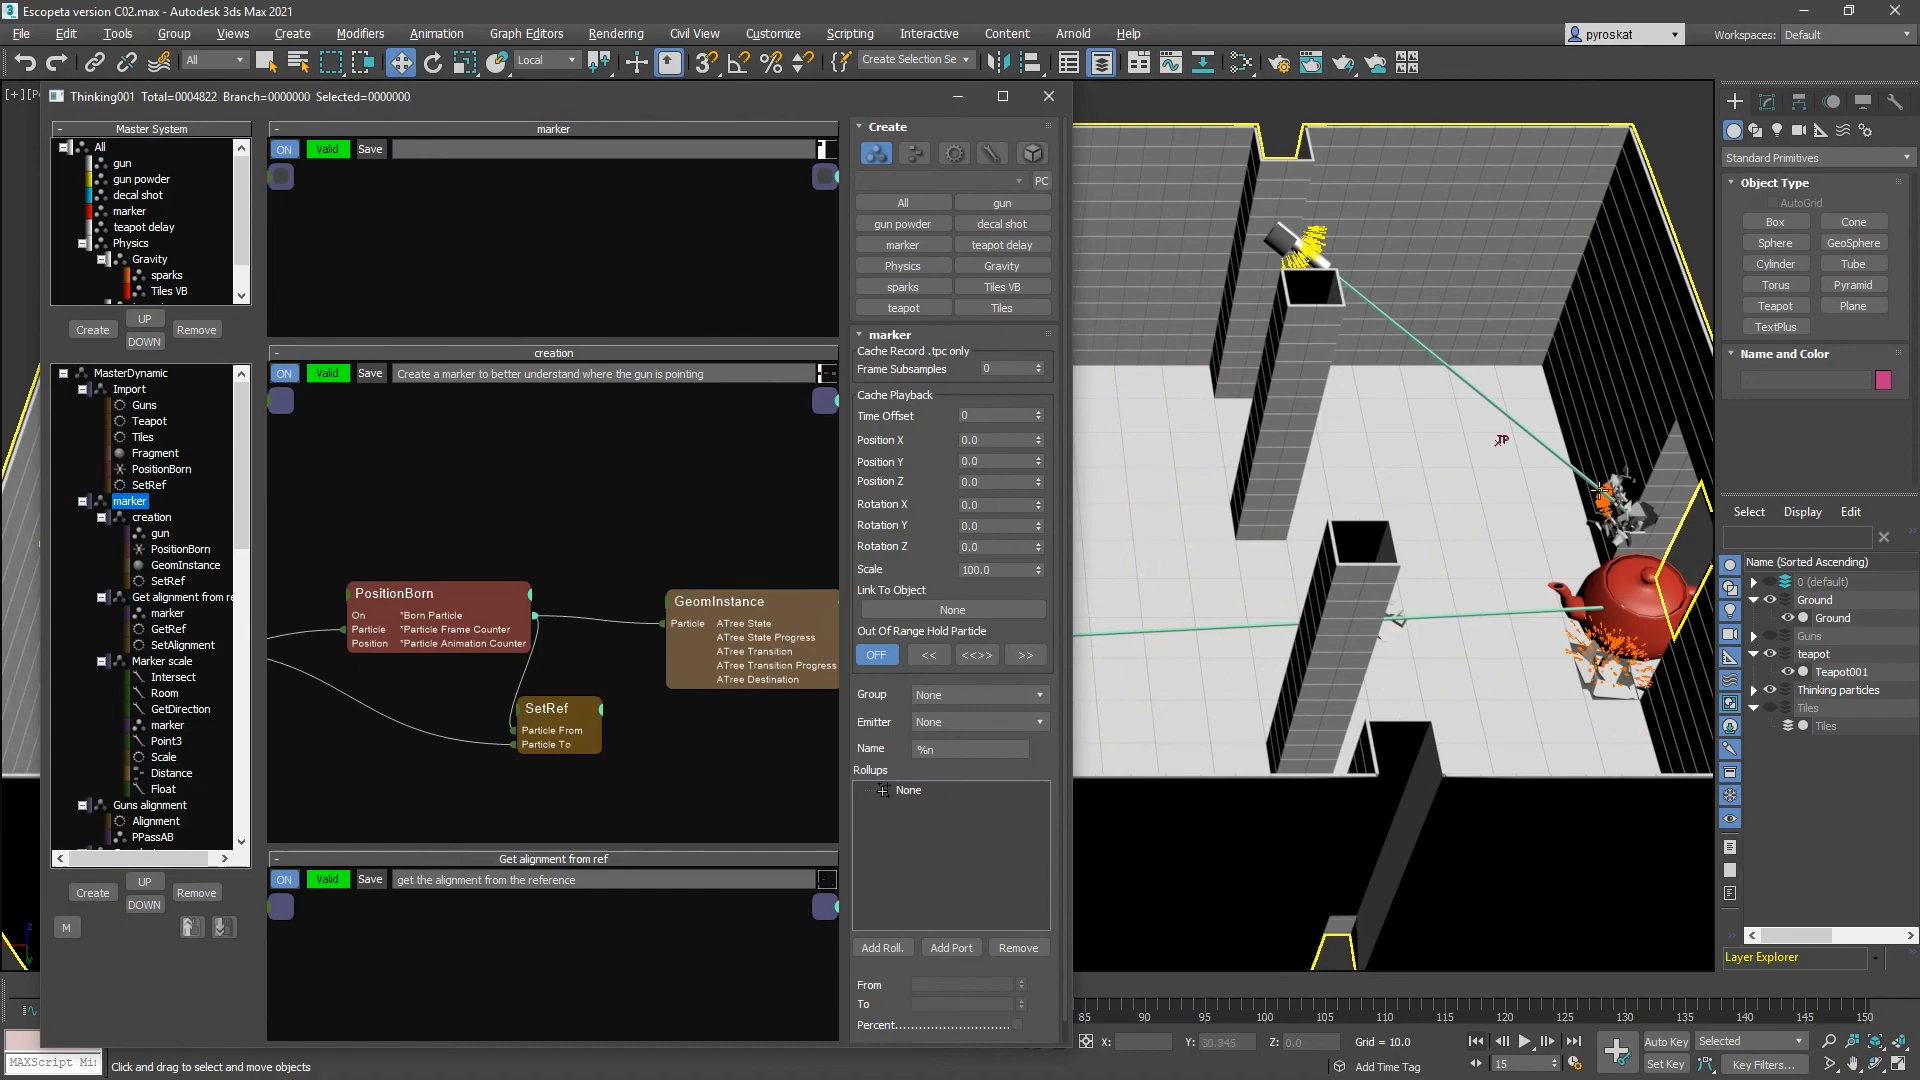 Escopeta version C02.max - Autodesk 3ds Max 2021
File Edit Tools Group Views Create Modifiers Animation Graph Editors Rendering Civil View Customize Scripting Interactive Content Arnold Help
pyroskat
Workspaces: Default
All
Local
Create Selection Se
Thinking001 Total=0004822 Branch=0000000 Selected=0000000
Master System
All
gun
gun powder
decal shot
marker
teapot delay
Physics
Gravity
sparks
Tiles VB
Create UP Remove
DOWN
MasterDynamic
Import
Guns
Teapot
Tiles
Fragment
PositionBorn
SetRef
marker
creation
gun
PositionBorn
GeomInstance
SetRef
Get alignment from re
marker
GetRef
SetAlignment
Marker scale
Intersect
Room
GetDirection
marker
Point3
Scale
Distance
Float
Guns alignment
Alignment
PPassAB
Create UP Remove
DOWN
M
marker
ON Valid Save
creation
ON Valid Save Create a marker to better understand where the gun is pointing
PositionBorn
On *Born Particle
Particle *Particle Frame Counter
Position *Particle Animation Counter
GeomInstance
Particle ATree State
ATree State Progress
ATree Transition
ATree Transition Progress
ATree Destination
SetRef
Particle From
Particle To
Get alignment from ref
ON Valid Save get the alignment from the reference
Create
PC
All gun
gun powder decal shot
marker teapot delay
Physics Gravity
sparks Tiles VB
teapot Tiles
marker
Cache Record .tpc only
Frame Subsamples 0
Cache Playback
Time Offset 0
Position X 0.0
Position Y 0.0
Position Z 0.0
Rotation X 0.0
Rotation Y 0.0
Rotation Z 0.0
Scale 100.0
Link To Object
None
Out Of Range Hold Particle
OFF << <<>> >>
Group None
Emitter None
Name %n
Rollups
None
Add Roll. Add Port Remove
From
To
Percent
TP
Standard Primitives
Object Type
AutoGrid
Box Cone
Sphere GeoSphere
Cylinder Tube
Torus Pyramid
Teapot Plane
TextPlus
Name and Color
Select Display Edit
Name (Sorted Ascending)
0 (default)
Ground
Ground
Guns
teapot
Teapot001
Thinking particles
Tiles
Tiles
Layer Explorer
85 90 95 100 105 110 115 120 125 130 135 140 145 150
X: Y: 30.945 Z: 0.0 Grid = 10.0
Auto Key Selected
Add Time Tag
15
Set Key Key Filters...
MAXScript Mi
Click and drag to select and move objects